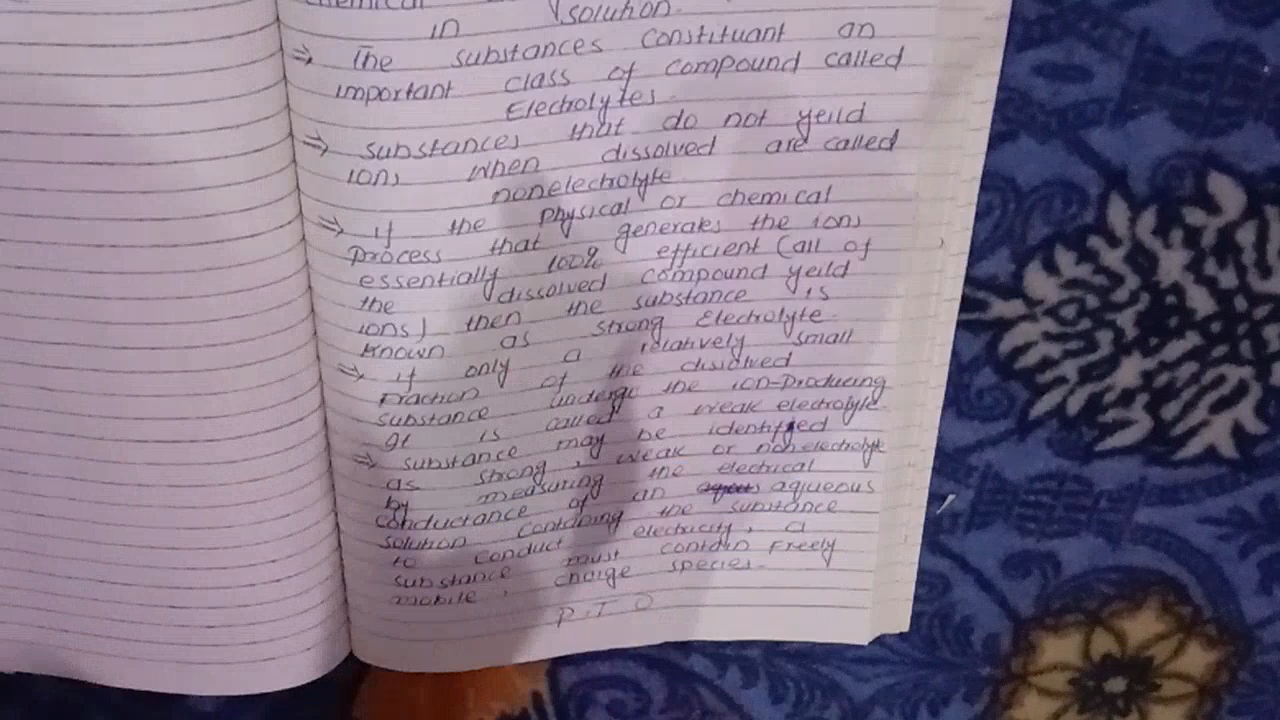 in solution.
⇒ The substances constituant an
important class of compound called
Electrolytes.
⇒ substances that do not yeild
ions when dissolved are called
nonelectrolyte
⇒ if the physical or chemical
Process that generates the ions
essentially 100% efficient (all of
the dissolved compound yeild
ions) then the substance is
known as strong Electrolyte.
⇒ if only a relatively small
fraction of the dissolved
substance undergo the ion-Producing
It is called a weak electrolyte.
⇒ substance may be identified
as strong, weak or nonelectrolyte
by measuring the electrical
conductance of an aqueous
solution containing the substance
to conduct electricity, a
substance must contain Freely
mobile, charge species.
P.T.O